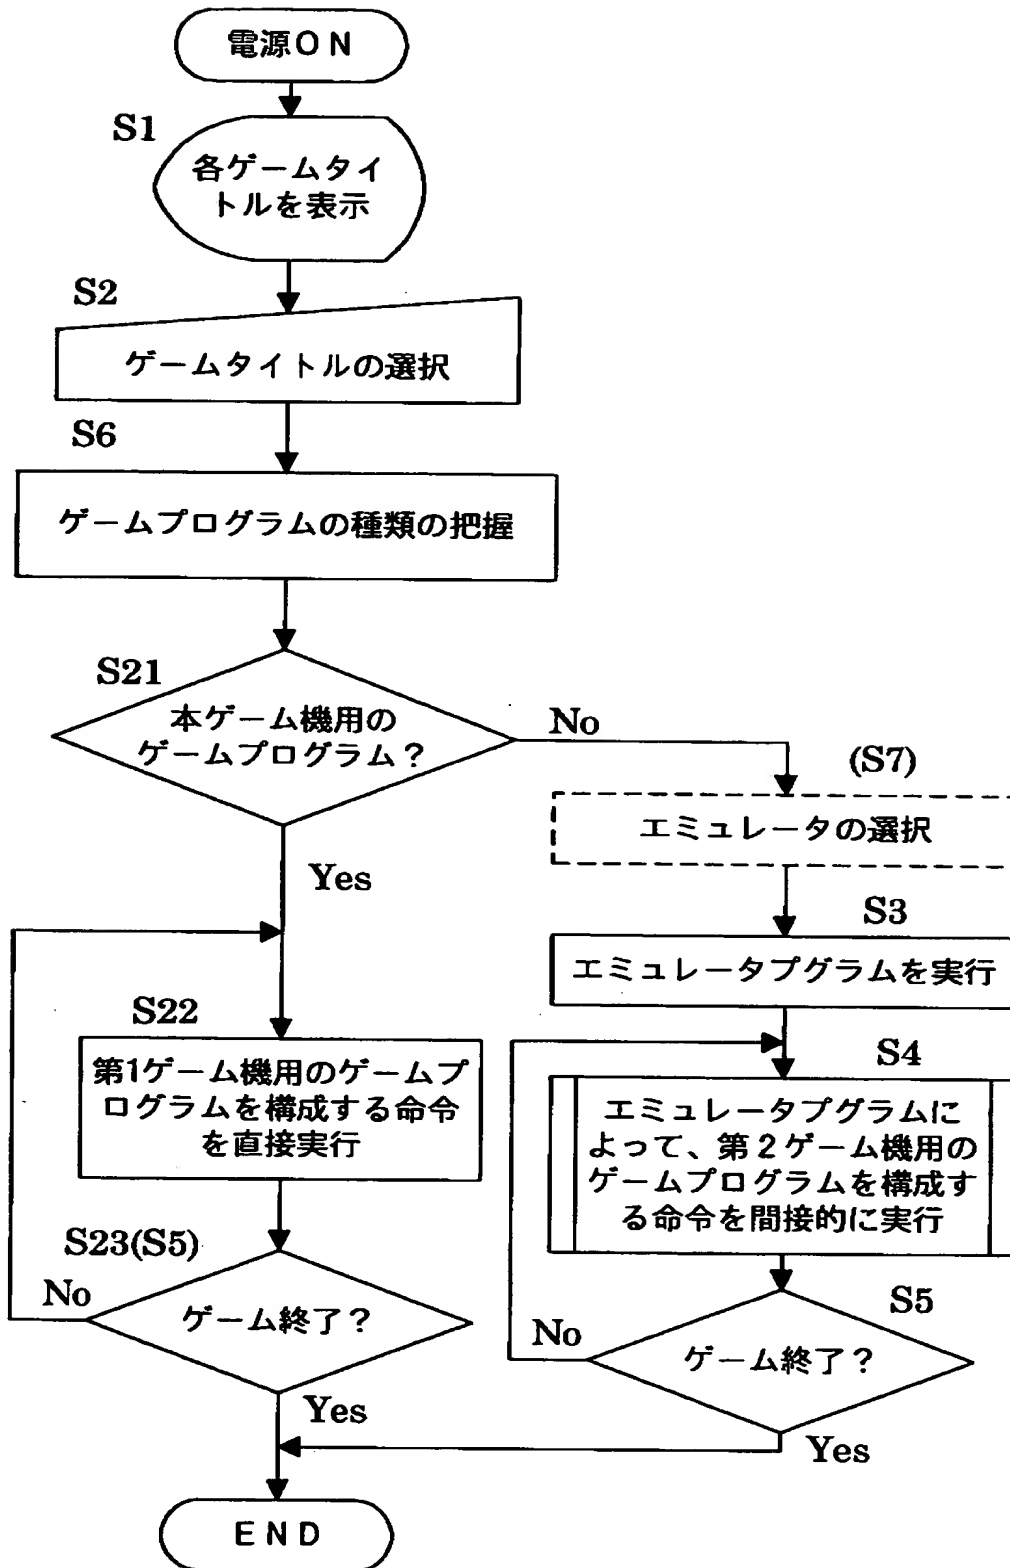 電源ON
S1
各ゲームタイ
トルを表示
S2
ゲームタイトルの選択
S6
ゲームプログラムの種類の把握
S21
本ゲーム機用の
ゲームプログラム？
No
Yes
(S7)
エミュレータの選択
S3
エミュレータプグラムを実行
S22
第1ゲーム機用のゲームプ
ログラムを構成する命令
を直接実行
S4
エミュレータプグラムに
よって、第２ゲーム機用の
ゲームプログラムを構成す
る命令を間接的に実行
S23(S5)
ゲーム終了？
No
Yes
S5
ゲーム終了？
No
Yes
END